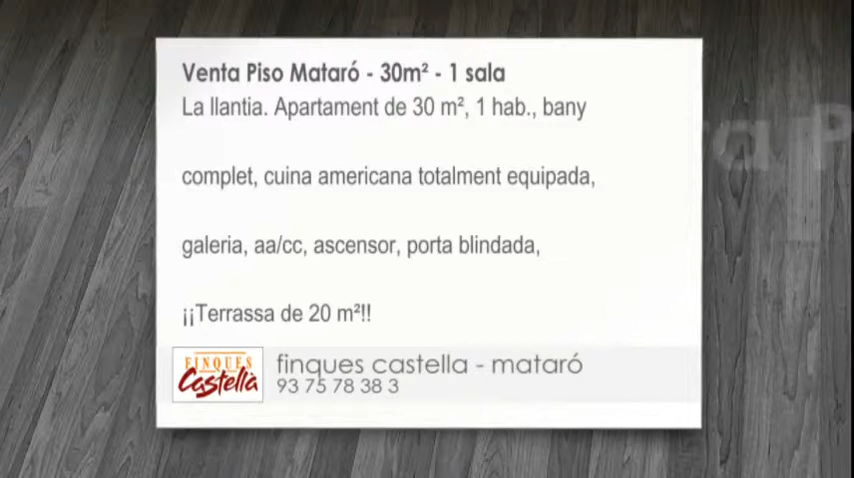 Venta Piso Mataró - 30m² - 1 sala
La llantia. Apartament de 30 m², 1 hab., bany
complet, cuina americana totalment equipada,
galeria, aa/cc, ascensor, porta blindada,
¡¡Terrassa de 20 m²!!
FINQUES
Castellà
finques castella - mataró
93 75 78 38 3